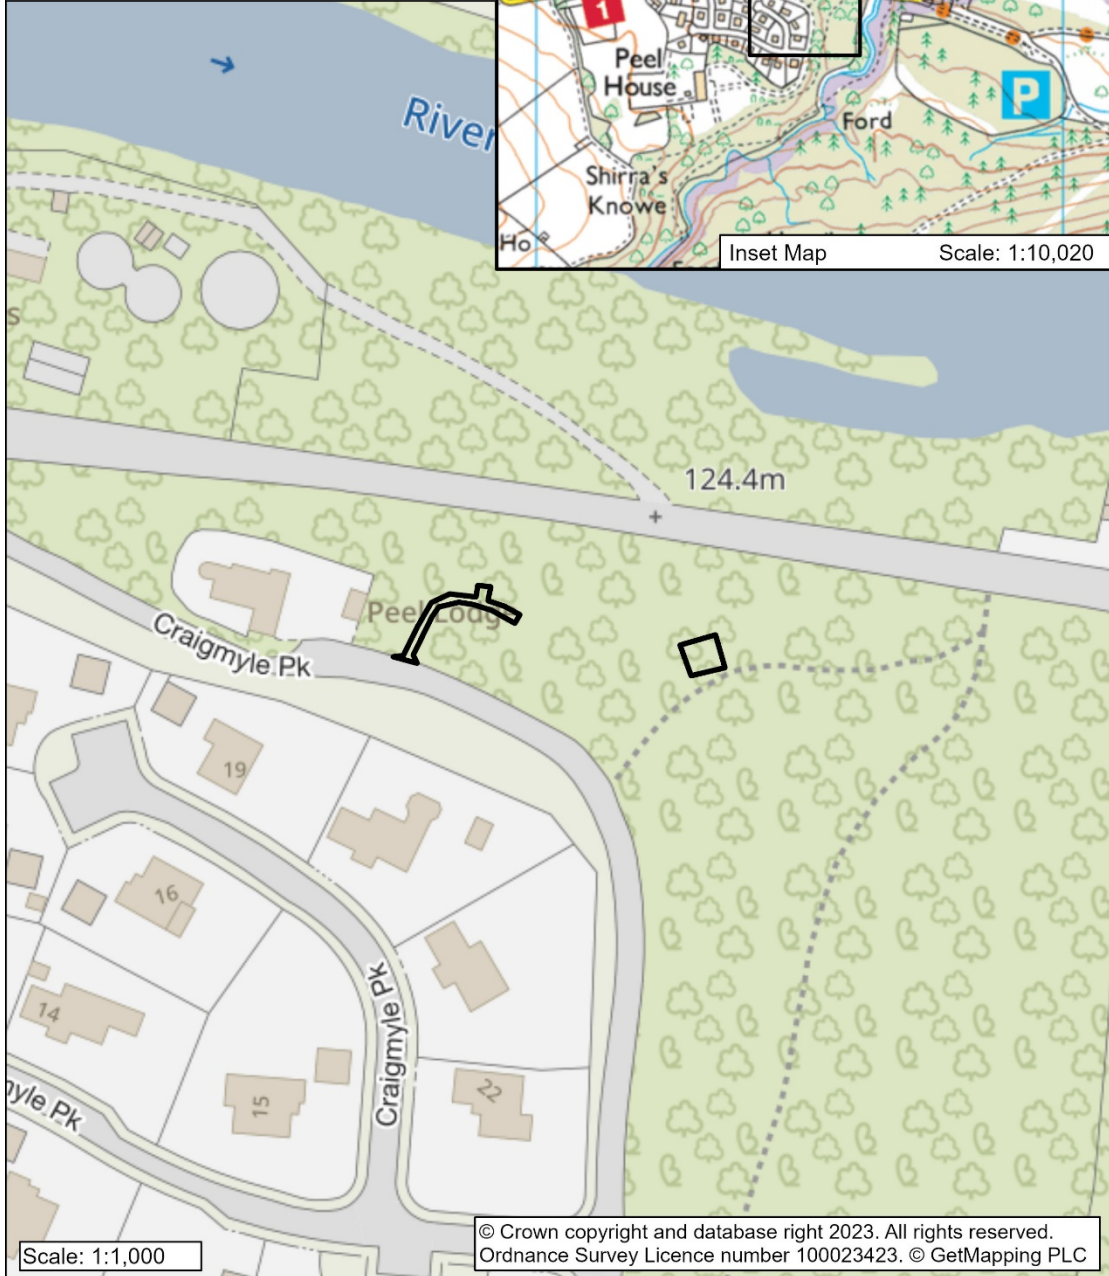 River
1
Peel
House
P
Ford
Shirra's
Knowe
Ho
Inset Map
Scale: 1:10,020
s
124.4m
Peel Lodge
Craigmyle Pk
19
16
14
Craigmyle Pk
22
15
myle Pk
Scale: 1:1,000
© Crown copyright and database right 2023. All rights reserved.
Ordnance Survey Licence number 100023423. © GetMapping PLC